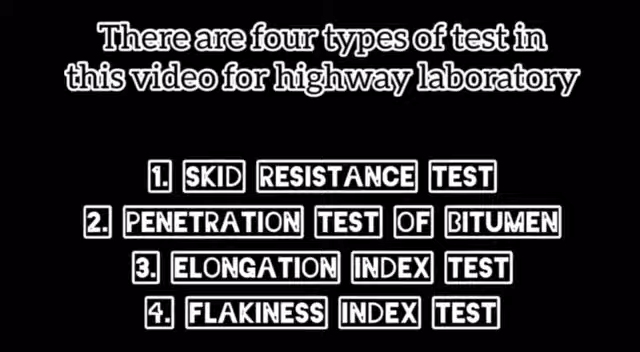 There are four types of test in
this video for highway laboratory
1. SKID RESISTANCE TEST
2. PENETRATION TEST OF BITUMEN
3. ELONGATION INDEX TEST
4. FLAKINESS INDEX TEST